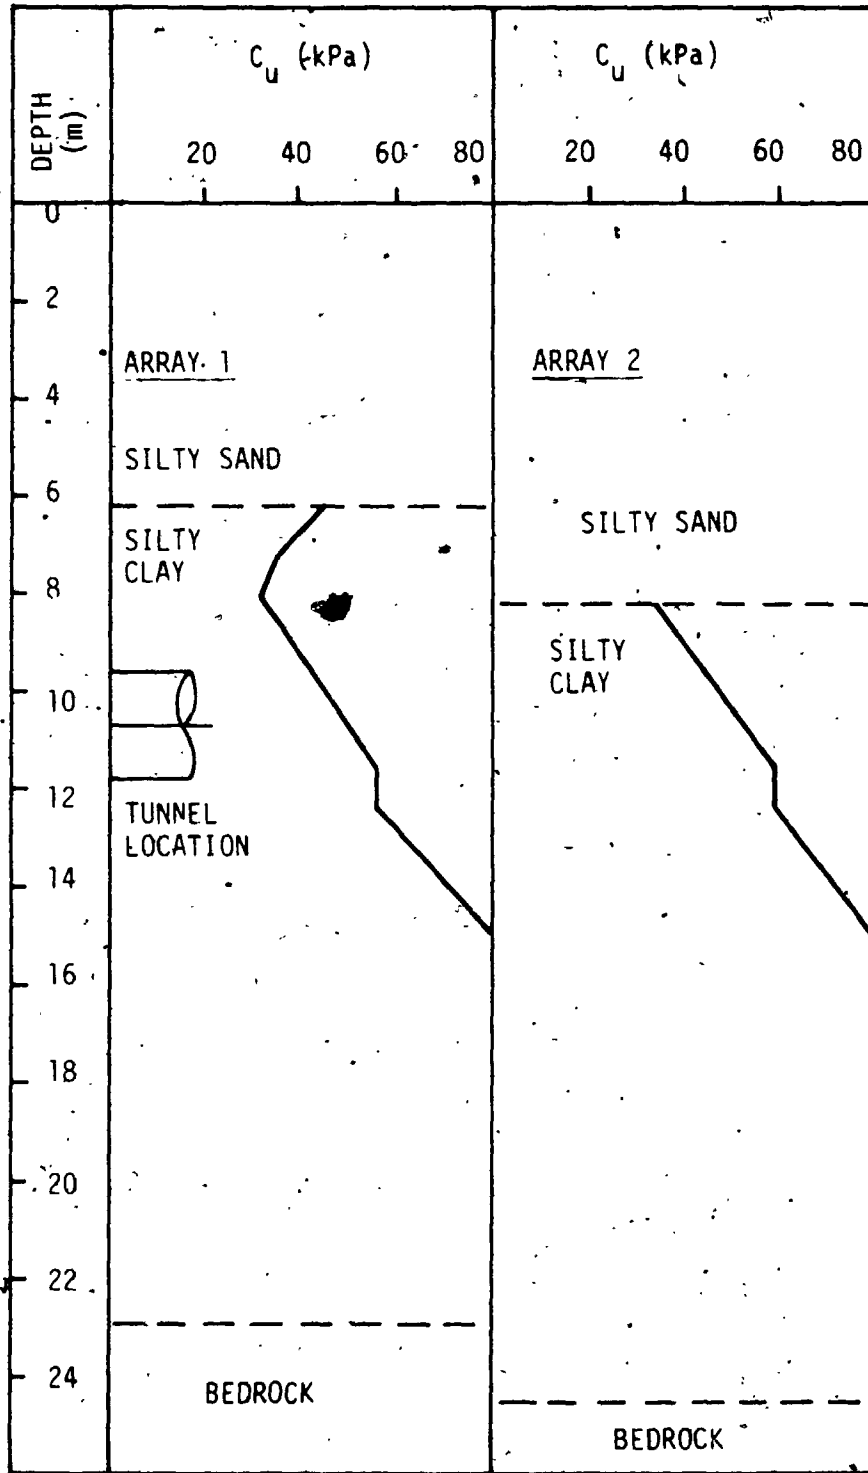 DEPTH
(m)
C_u (kPa)
20 40 60 80
C_u (kPa)
20 40 60 80
0
2
4
6
8
10
12
14
16
18
20
22
24
ARRAY 1
SILTY SAND
SILTY
CLAY
TUNNEL
LOCATION
BEDROCK
ARRAY 2
SILTY SAND
SILTY
CLAY
BEDROCK